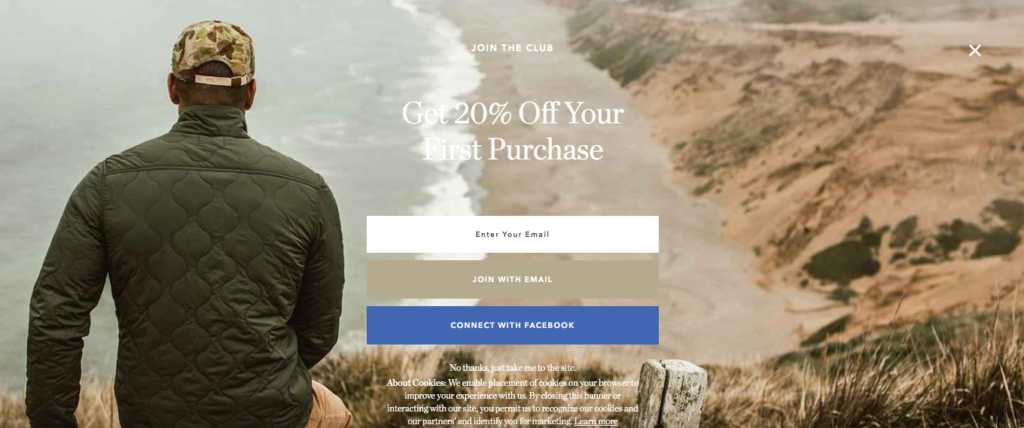 JOIN THE CLUB
Get 20% Off Your
First Purchase
Enter Your Email
JOIN WITH EMAIL
CONNECT WITH FACEBOOK
No thanks, just take me to the site.
About Cookies: We enable placement of cookies on your browser to
improve your experience with us. By closing this banner or
interacting with our site, you permit us to recognize our cookies and
our partners' and identify you for marketing. Learn more